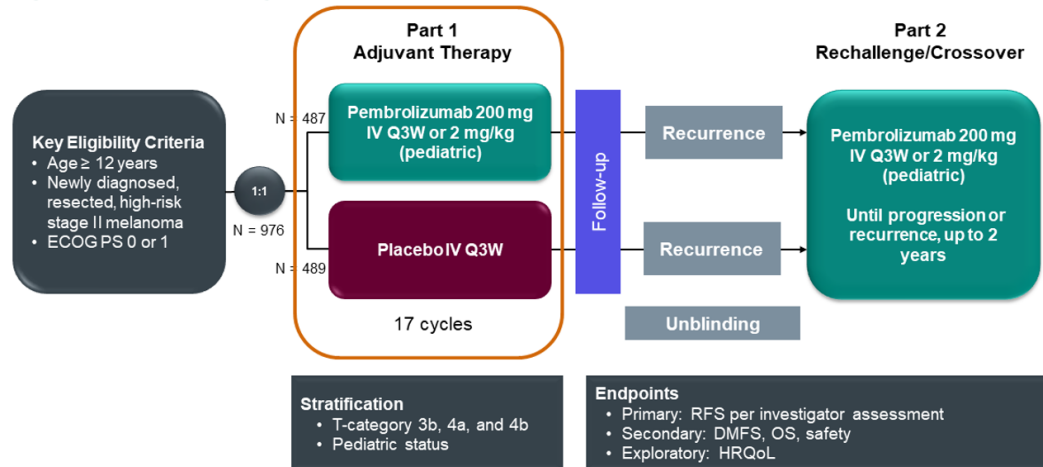 Part 1
Adjuvant Therapy
Part 2
Rechallenge/Crossover
Key Eligibility Criteria
• Age ≥ 12 years
• Newly diagnosed,
resected, high-risk
stage II melanoma
• ECOG PS 0 or 1
1:1
N = 976
N = 487
N = 489
Pembrolizumab 200 mg
IV Q3W or 2 mg/kg
(pediatric)
Placebo IV Q3W
17 cycles
Follow-up
Recurrence
Recurrence
Unblinding
Pembrolizumab 200 mg
IV Q3W or 2 mg/kg
(pediatric)
Until progression or
recurrence, up to 2
years
Stratification
• T-category 3b, 4a, and 4b
• Pediatric status
Endpoints
• Primary: RFS per investigator assessment
• Secondary: DMFS, OS, safety
• Exploratory: HRQoL